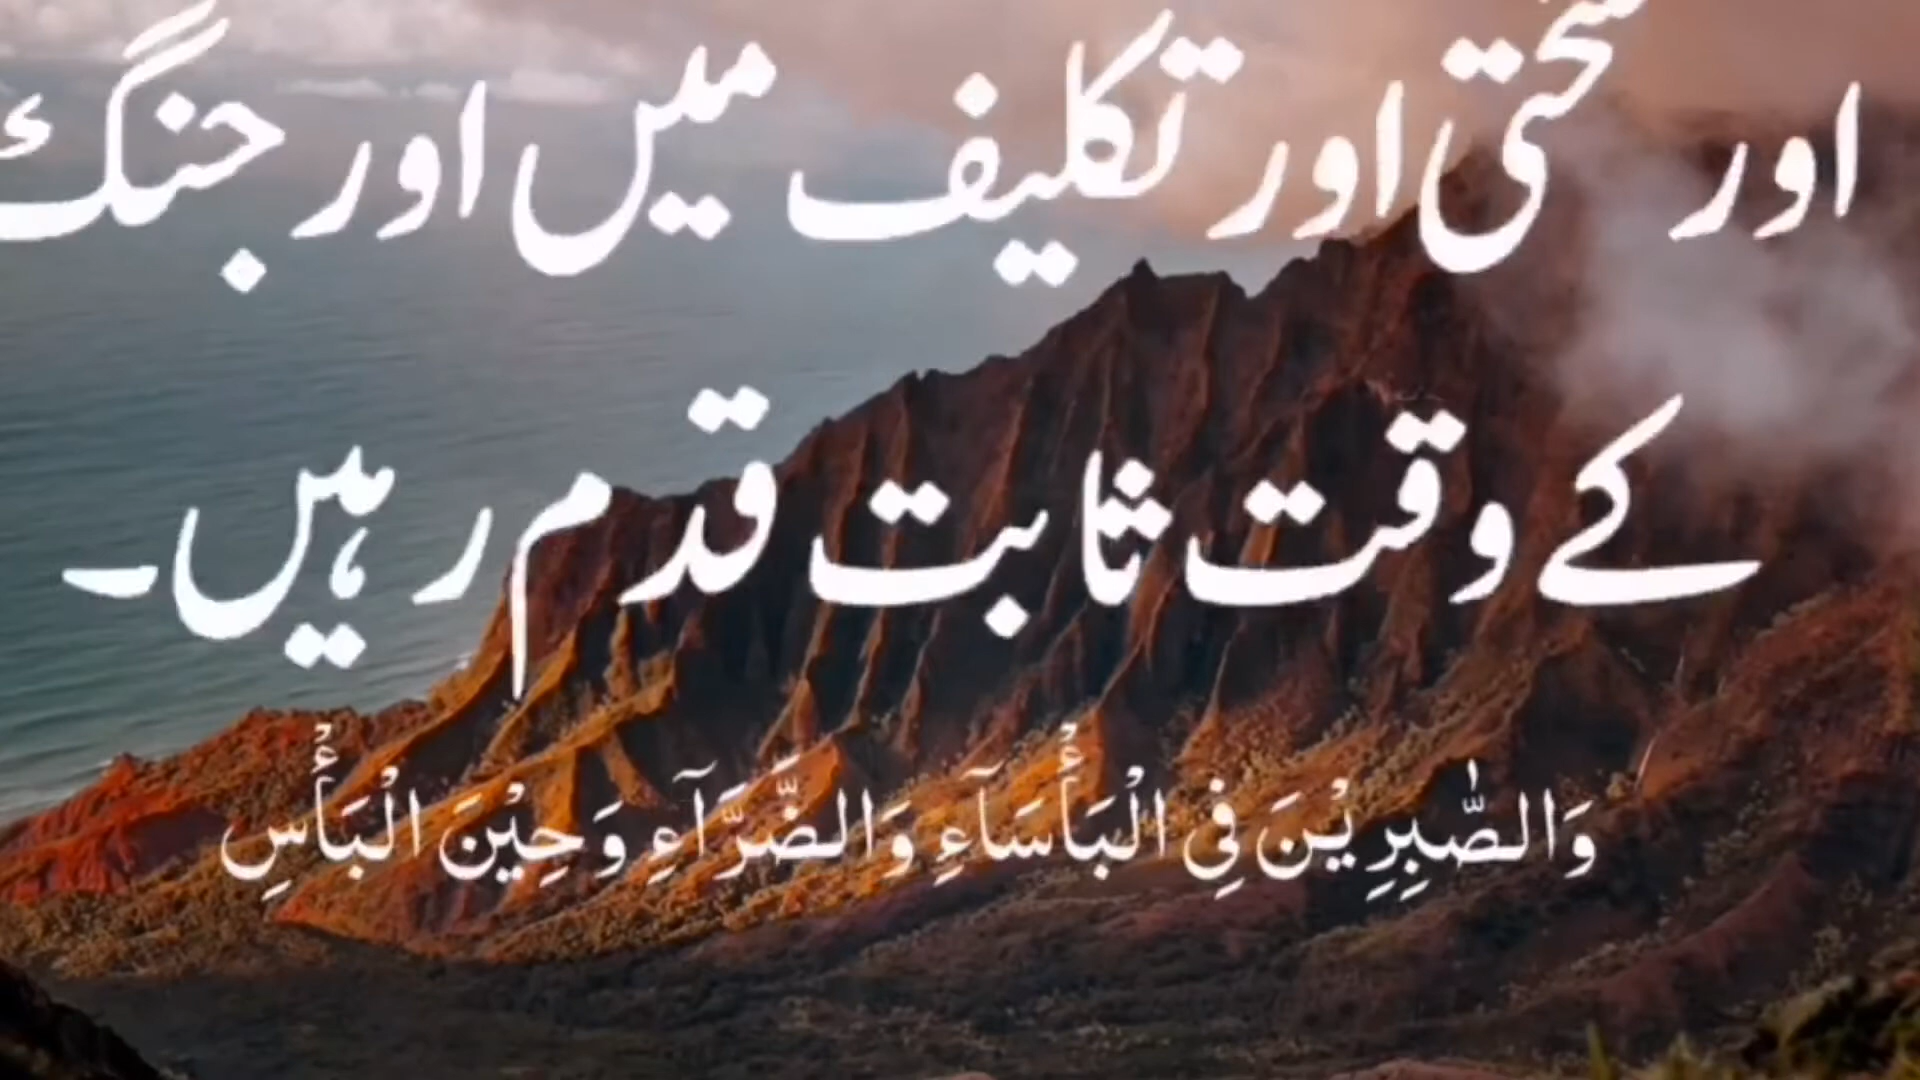 اور سختی اور تکلیف میں اور جنگ
کے وقت ثابت قدم رہیں۔
وَالصّٰبِرِيْنَ فِي الْبَأْسَآءِ وَالضَّرَّآءِ وَحِيْنَ الْبَأْسِ